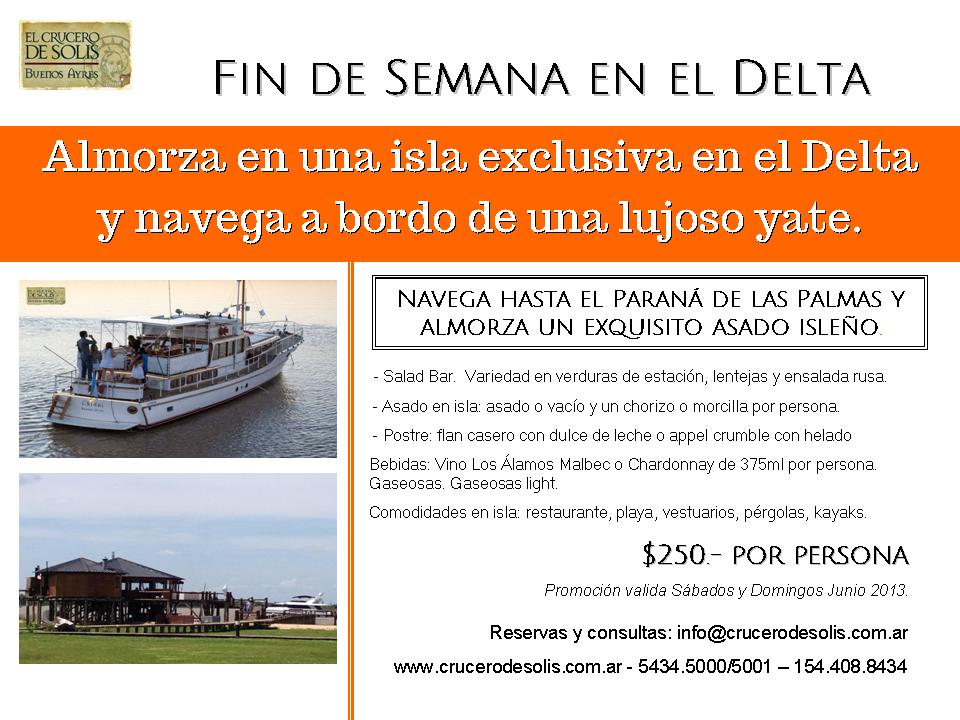 EL CRUCERO
DE SOLIS
BUENOS AYRES
FIN DE SEMANA EN EL DELTA
Almorza en una isla exclusiva en el Delta
y navega a bordo de una lujoso yate.
EL CRUCERO
DE SOLIS
NAVEGA HASTA EL PARANÁ DE LAS PALMAS Y
ALMORZA UN EXQUISITO ASADO ISLEÑO.
- Salad Bar. Variedad en verduras de estación, lentejas y ensalada rusa.
- Asado en isla: asado o vacío y un chorizo o morcilla por persona.
- Postre: flan casero con dulce de leche o appel crumble con helado
Bebidas: Vino Los Álamos Malbec o Chardonnay de 375ml por persona.
Gaseosas. Gaseosas light.
Comodidades en isla: restaurante, playa, vestuarios, pérgolas, kayaks.
$250.- POR PERSONA
Promoción valida Sábados y Domingos Junio 2013.
Reservas y consultas: info@crucerodesolis.com.ar
www.crucerodesolis.com.ar - 5434.5000/5001 – 154.408.8434